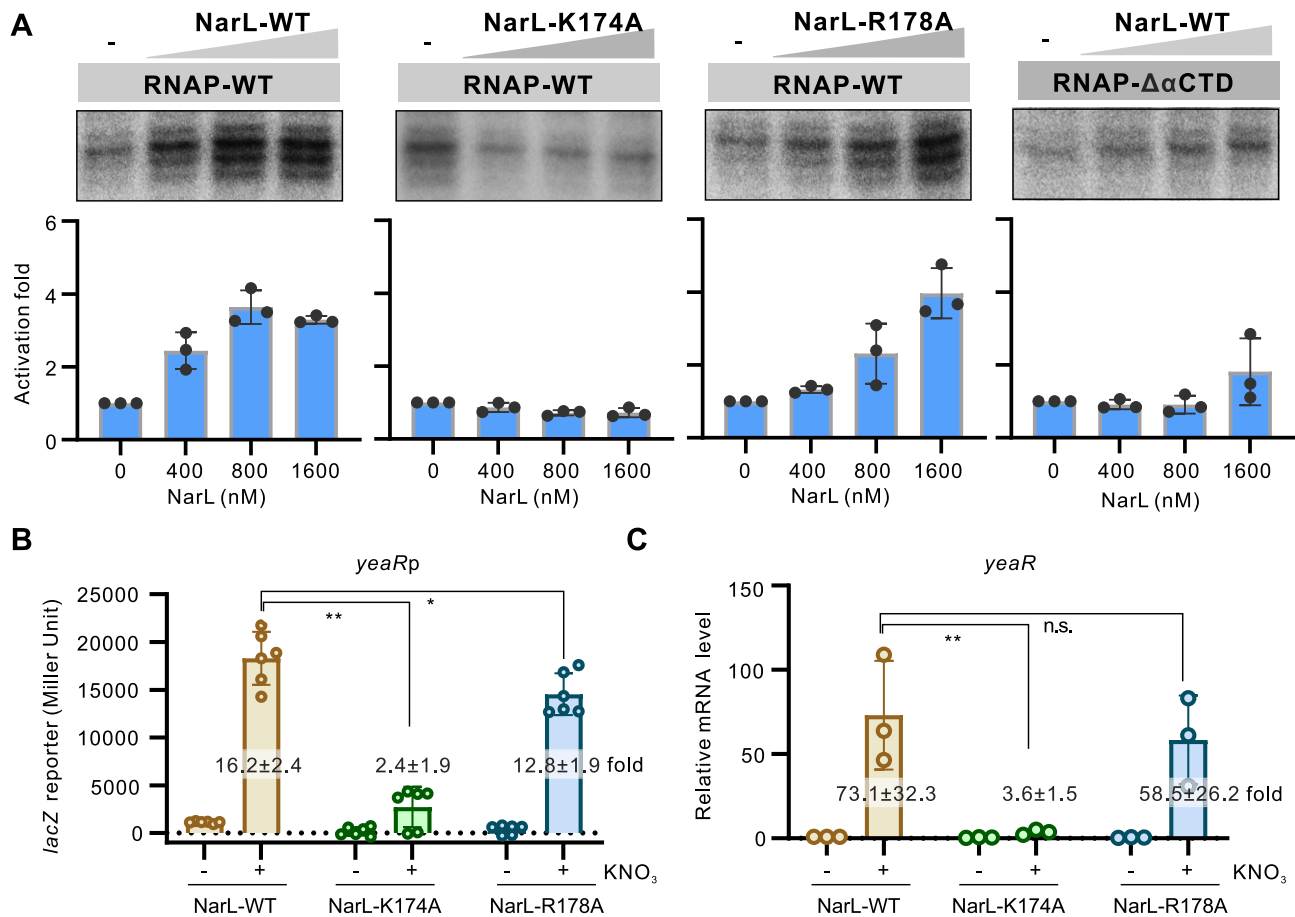 A
NarL-WT NarL-K174A NarL-R178A NarL-WT
- - - -
RNAP-WT RNAP-WT RNAP-WT RNAP-ΔαCTD
Activation fold
6
4
2
0
0 400 800 1600 0 400 800 1600 0 400 800 1600 0 400 800 1600
NarL (nM) NarL (nM) NarL (nM) NarL (nM)
B
yeaRp
lacZ reporter (Miller Unit)
25000
20000
15000
10000
5000
0
** *
16.2±2.4 2.4±1.9 12.8±1.9 fold
- + - + - + KNO₃
NarL-WT NarL-K174A NarL-R178A
C
yeaR
Relative mRNA level
150
100
50
0
** n.s.
73.1±32.3 3.6±1.5 58.5±26.2 fold
- + - + - + KNO₃
NarL-WT NarL-K174A NarL-R178A